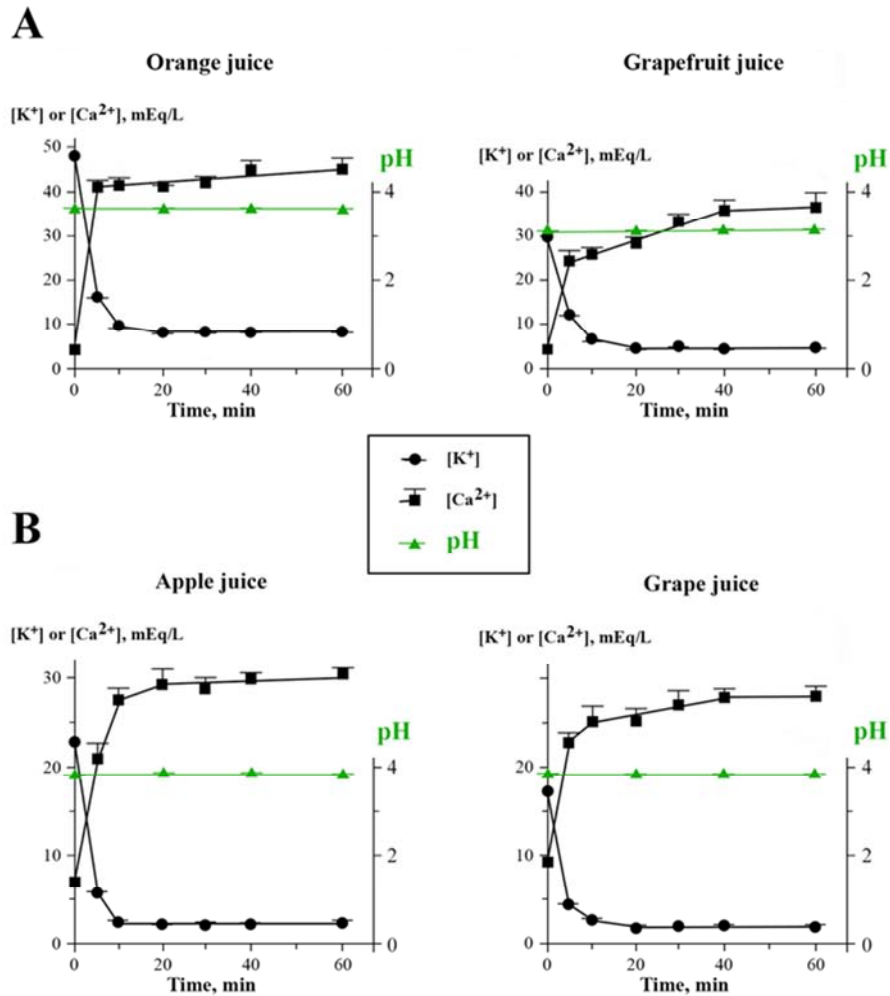 A
Orange juice
Grapefruit juice
[K⁺] or [Ca²⁺], mEq/L
pH
50
40
30
20
10
0
4
2
0
0 20 40 60
Time, min
[K⁺] or [Ca²⁺], mEq/L
pH
40
30
20
10
0
4
2
0
0 20 40 60
Time, min
[K⁺]
[Ca²⁺]
pH
B
Apple juice
Grape juice
[K⁺] or [Ca²⁺], mEq/L
pH
30
20
10
0
4
2
0
0 20 40 60
Time, min
[K⁺] or [Ca²⁺], mEq/L
pH
20
10
0
4
2
0
0 20 40 60
Time, min